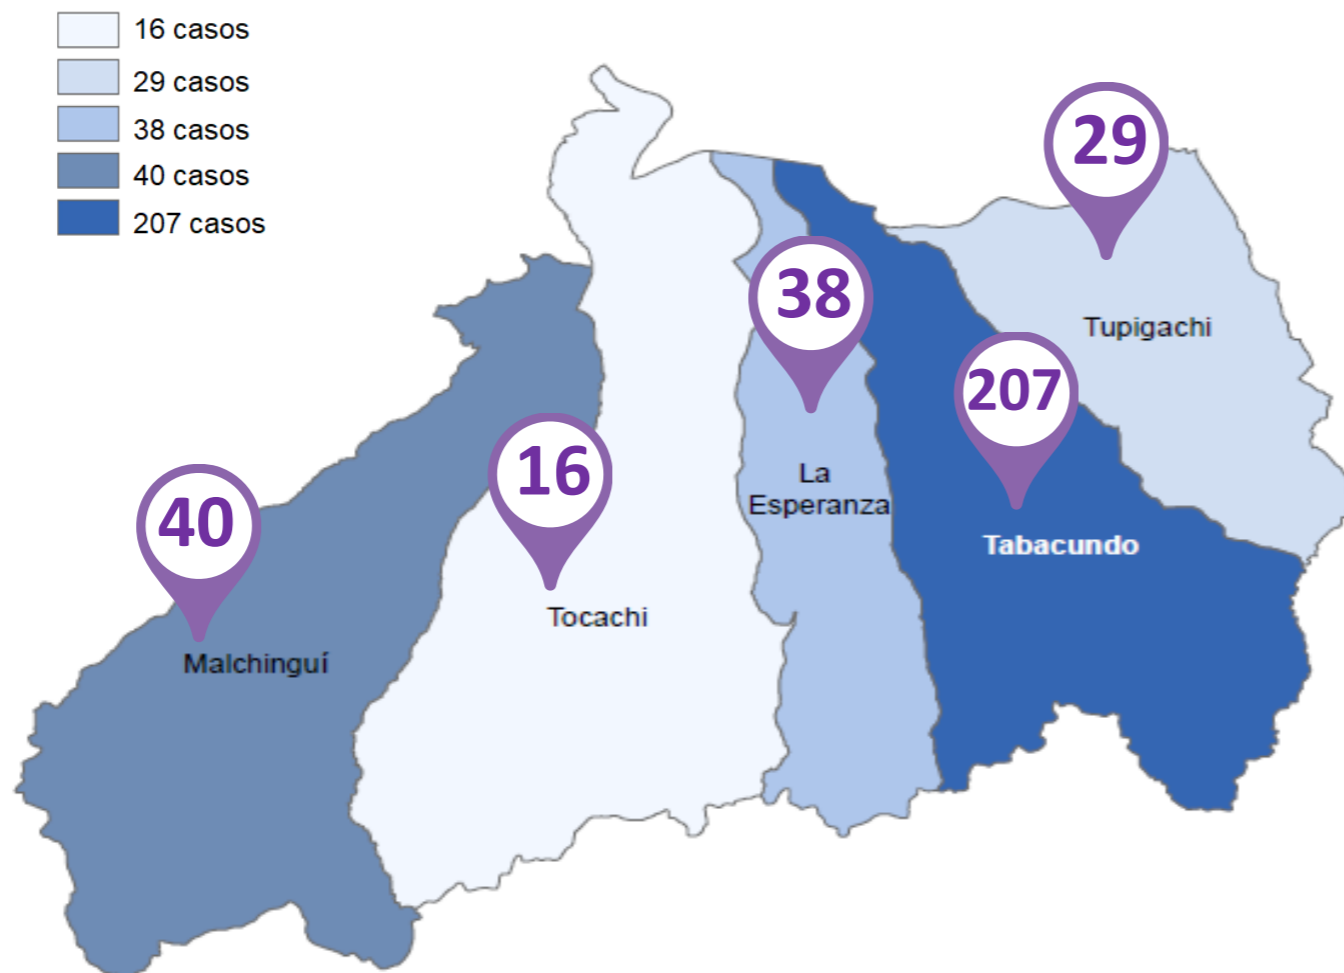 16 casos
29 casos
38 casos
40 casos
207 casos
29
38
Tupigachi
207
16
La
Esperanza
40
Tabacundo
Tocachi
Malchinguí